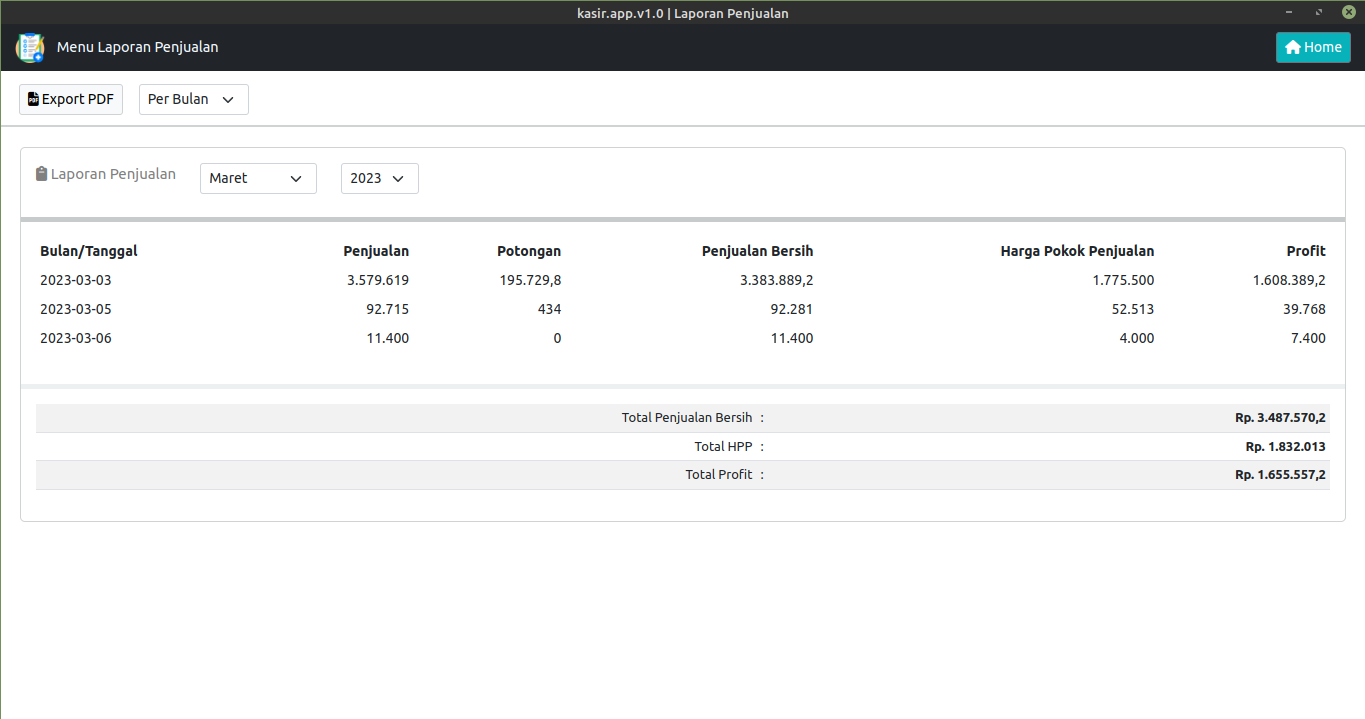 kasir.app.v1.0 | Laporan Penjualan
Menu Laporan Penjualan Home
Export PDF Per Bulan
Laporan Penjualan Maret 2023
Bulan/Tanggal Penjualan Potongan Penjualan Bersih Harga Pokok Penjualan Profit
2023-03-03 3.579.619 195.729,8 3.383.889,2 1.775.500 1.608.389,2
2023-03-05 92.715 434 92.281 52.513 39.768
2023-03-06 11.400 0 11.400 4.000 7.400
Total Penjualan Bersih : Rp. 3.487.570,2
Total HPP : Rp. 1.832.013
Total Profit : Rp. 1.655.557,2